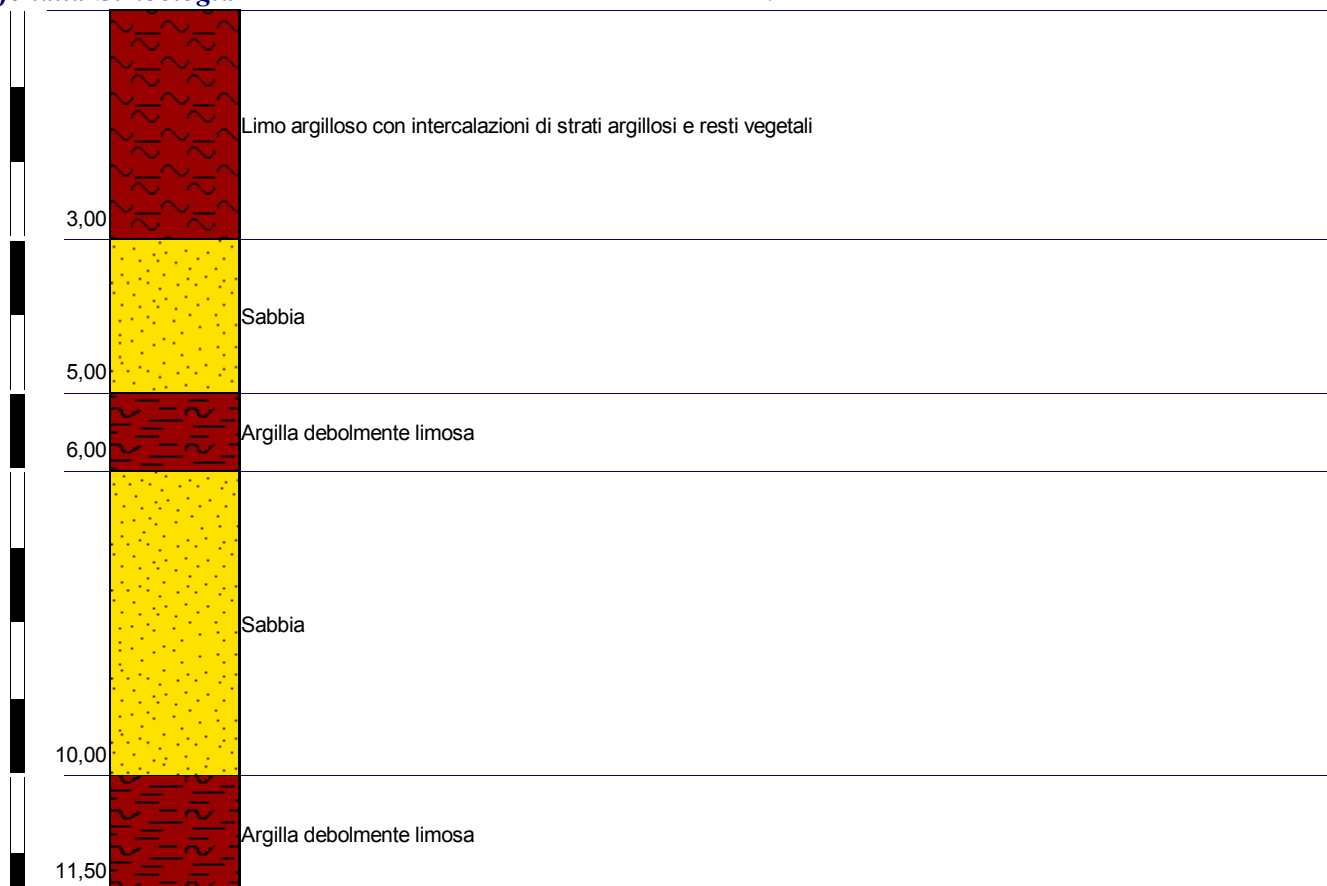 Limo argilloso con intercalazioni di strati argillosi e resti vegetali
3,00
Sabbia
5,00
Argilla debolmente limosa
6,00
Sabbia
10,00
Argilla debolmente limosa
11,50